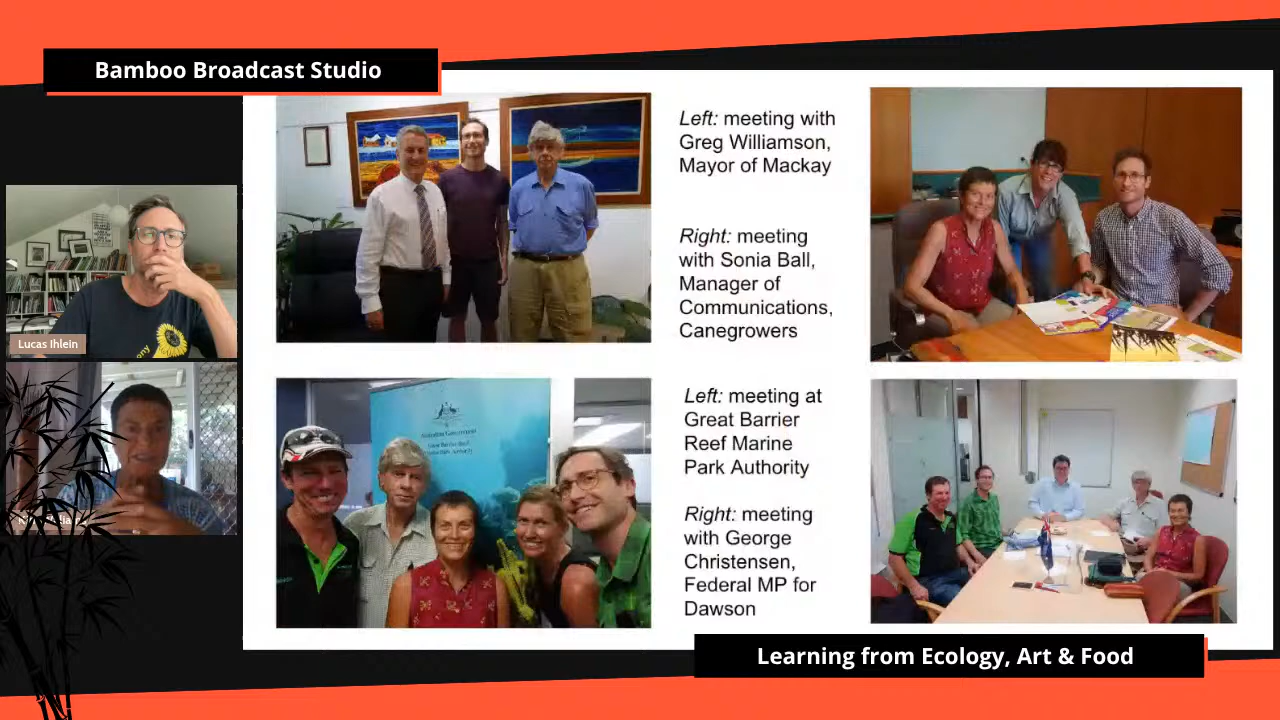 Bamboo Broadcast Studio
Left: meeting with
Greg Williamson,
Mayor of Mackay
Right: meeting
with Sonia Ball,
Manager of
Communications,
Canegrowers
Left: meeting at
Great Barrier
Reef Marine
Park Authority
Right: meeting
with George
Christensen,
Federal MP for
Dawson
Lucas Ihlein
Australian Government
Learning from Ecology, Art & Food